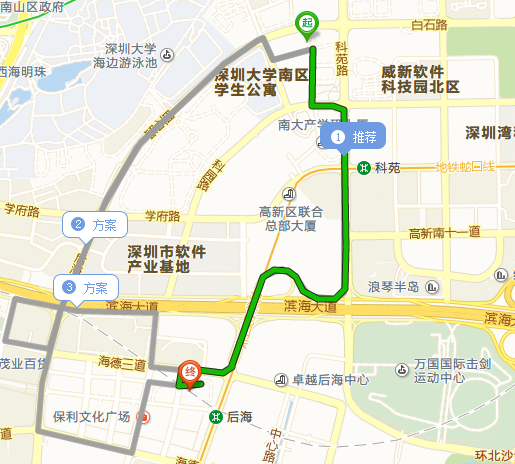 南山区政府
起
白石路
深圳大学
海边游泳池
科苑路
西海明珠
深圳大学南区
学生公寓
威新软件
科技园北区
南大产学研大厦
深圳湾科
1 推荐
科苑
地铁蛇口线
科园路
学府路
学府路
高新区联合
总部大厦
2 方案
高新南十一道
深圳市软件
产业基地
3 方案
浪琴半岛
滨海大道
滨海大道
滨海大道
海德三道
茂业百货
终
万国国际击剑
运动中心
卓越后海中心
保利文化广场
后海
中心路
海德
环北沙